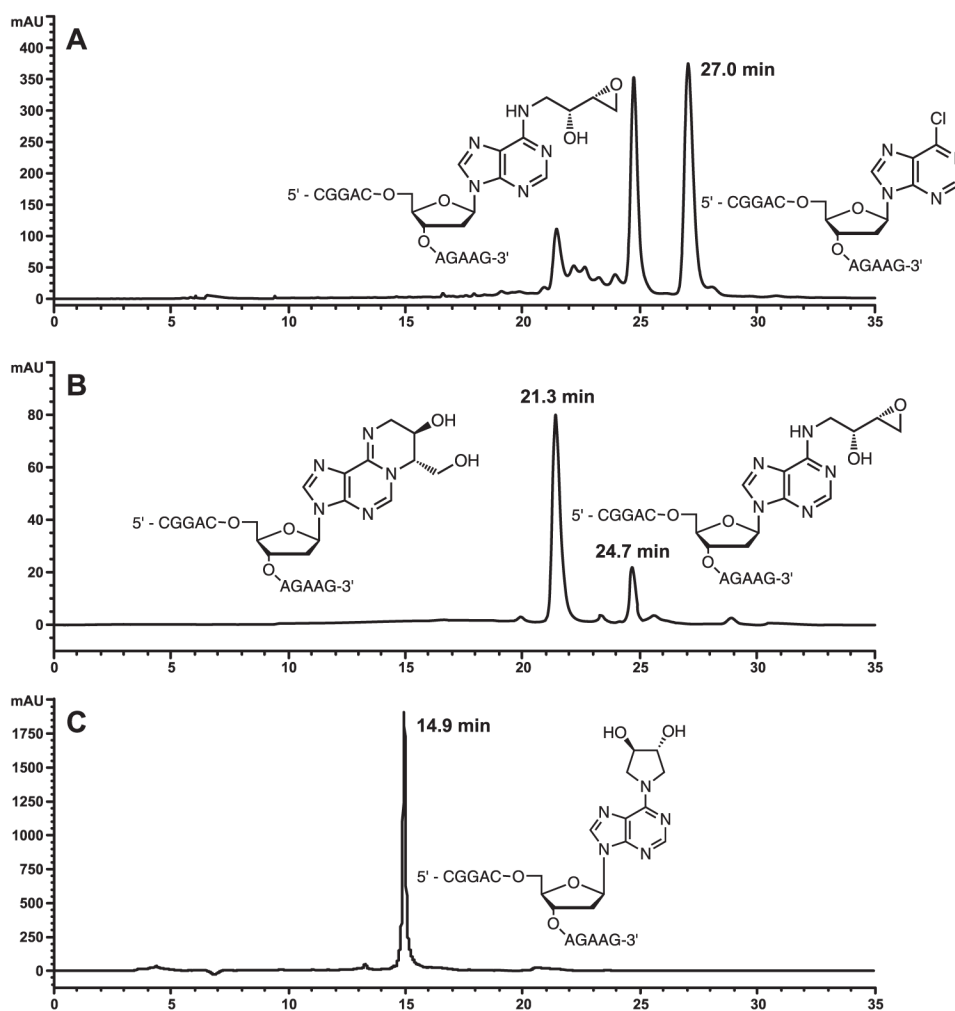 mAU
A
450
400
350
300
250
200
150
100
50
0
27.0 min
O
HN
OH
N
N
N
N
5' - CGGAC-O
O
O
AGAAG-3'
Cl
N
N
N
N
5' - CGGAC-O
O
O
AGAAG-3'
0 5 10 15 20 25 30 35
mAU
B
80
60
40
20
0
21.3 min
24.7 min
OH
OH
N
N
N
N
N
5' - CGGAC-O
O
O
AGAAG-3'
O
HN
OH
N
N
N
N
5' - CGGAC-O
O
O
AGAAG-3'
0 5 10 15 20 25 30 35
mAU
C
1750
1500
1250
1000
750
500
250
0
14.9 min
HO OH
N
N
N
N
N
5' - CGGAC-O
O
O
AGAAG-3'
0 5 10 15 20 25 30 35